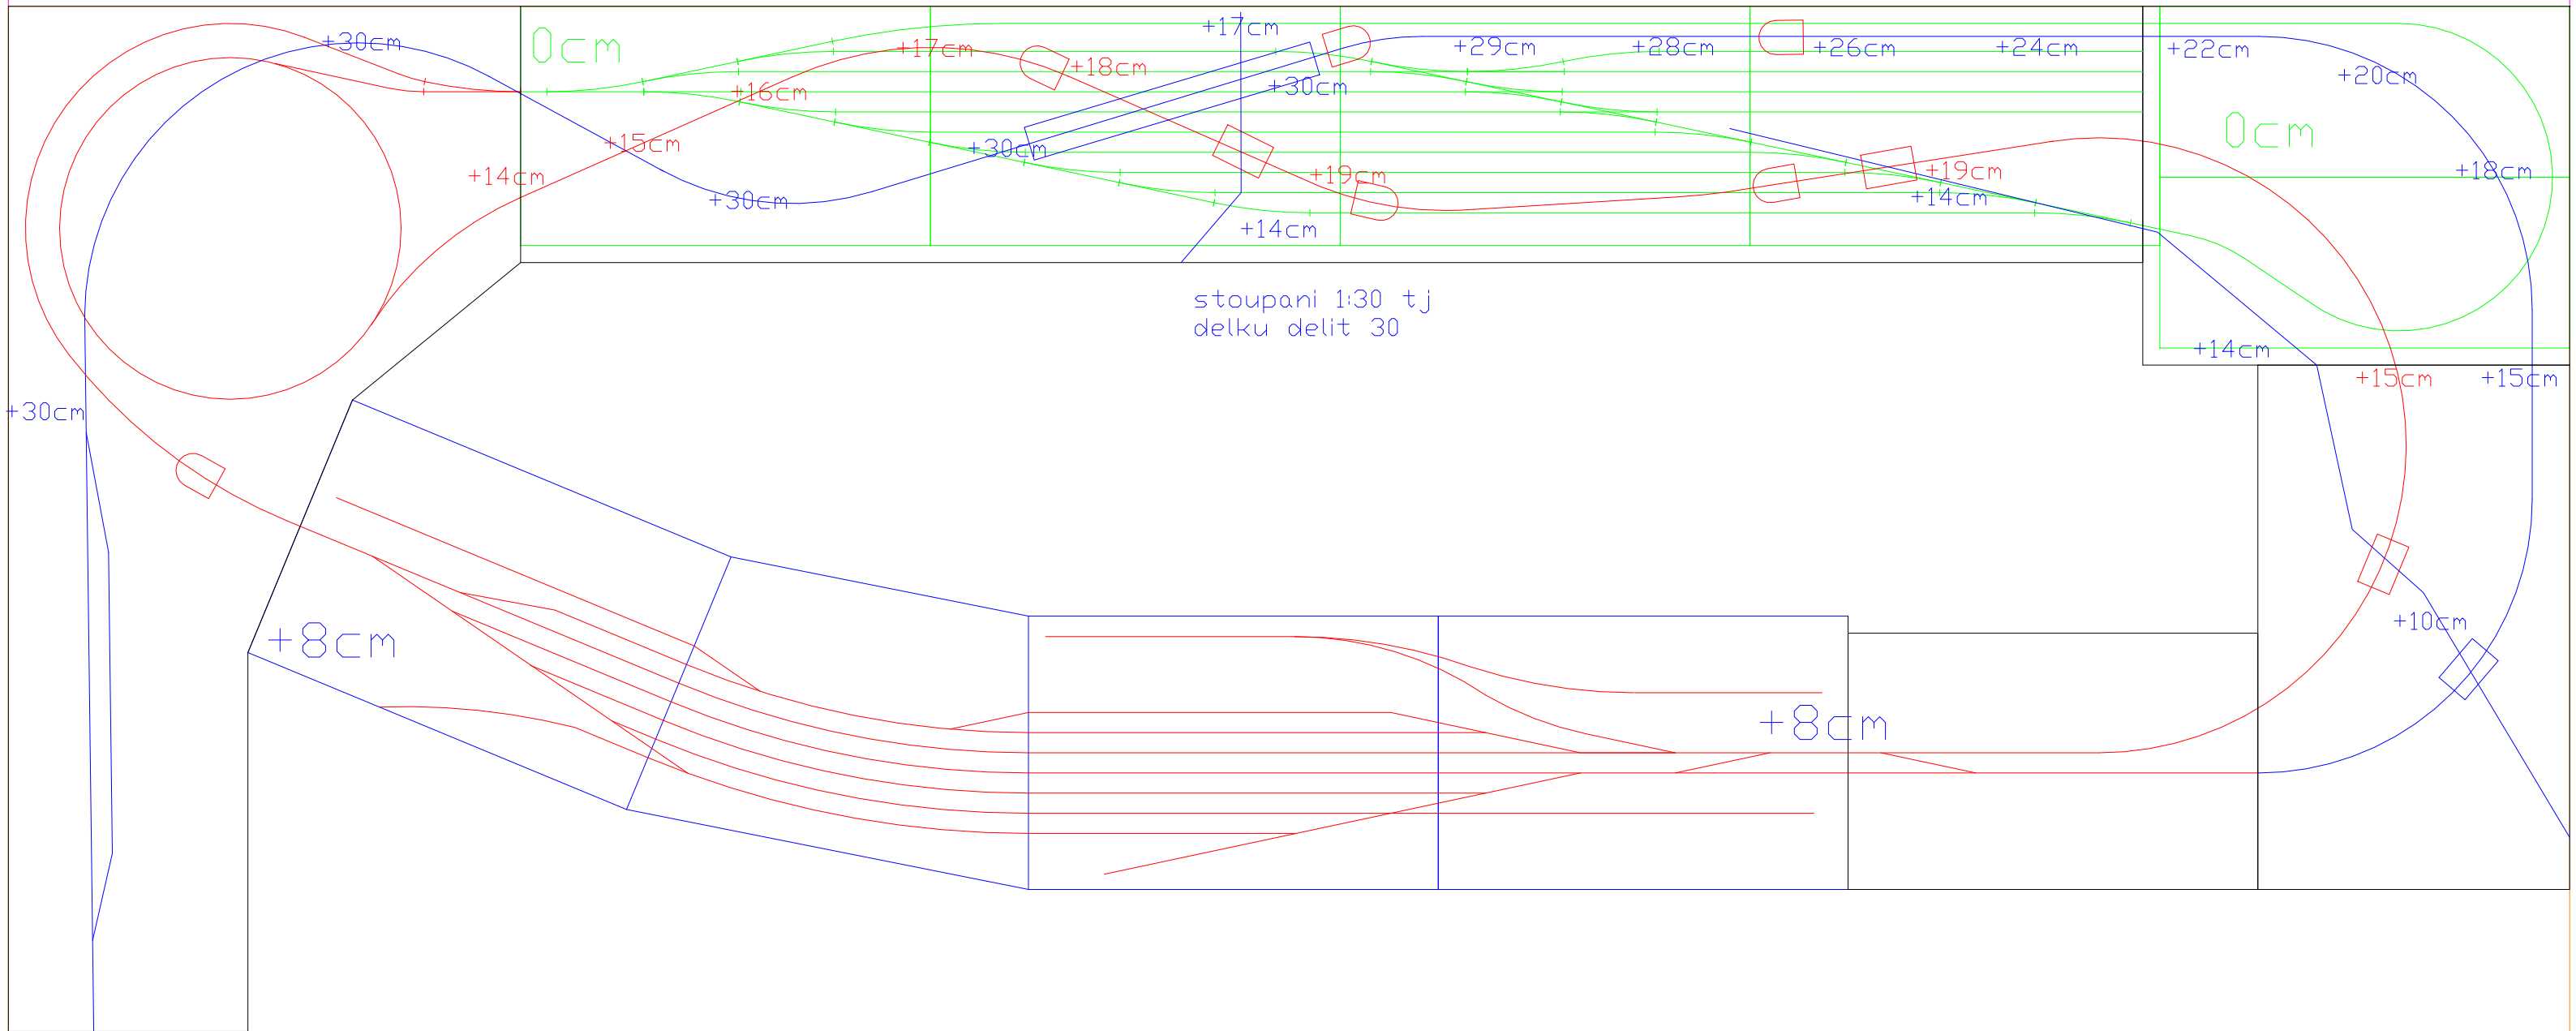 +30cm
0cm
+17cm
+17cm
+18cm
+29cm
+28cm
+26cm
+24cm
+22cm
+20cm
+16cm
+30cm
0cm
+15cm
+30cm
+14cm
+19cm
+19cm
+18cm
+30cm
+14cm
+14cm
stoupani 1:30 tj
delku delit 30
+14cm
+15cm
+15cm
+30cm
+10cm
+8cm
+8cm